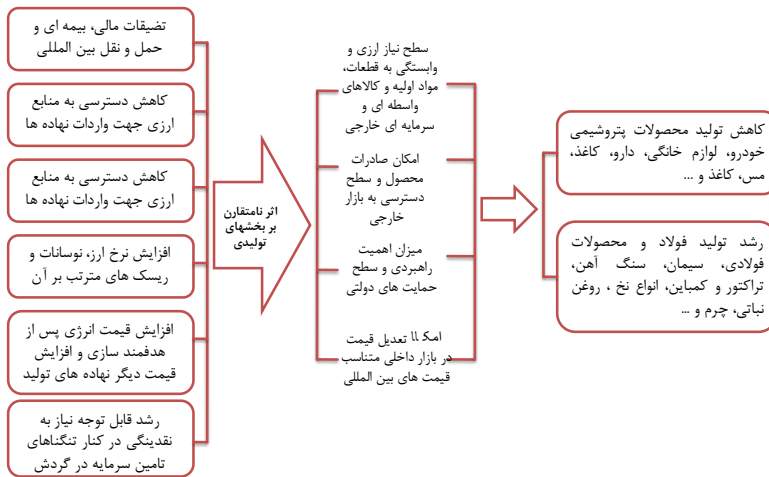 تضیقات مالی، بیمه ای و
حمل و نقل بین المللی
کاهش دسترسی به منابع
ارزی جهت واردات نهاده ها
کاهش دسترسی به منابع
ارزی جهت واردات نهاده ها
افزایش نرخ ارز، نوسانات و
ریسک های مترتب بر آن
افزایش قیمت انرژی پس از
هدفمند سازی و افزایش
قیمت دیگر نهاده های تولید
رشد قابل توجه نیاز به
نقدینگی در کنار تنگناهای
تامین سرمایه در گردش
اثر نامتقارن
بر بخشهای
تولیدی
سطح نیاز ارزی و
وابستگی به قطعات،
مواد اولیه و کالاهای
واسطه ای و
سرمایه ای خارجی
امکان صادرات
محصول و سطح
دسترسی به بازار
خارجی
میزان اهمیت
راهبردی و سطح
حمایت های دولتی
تعدیل قیمت
در بازار داخلی متناسب
قیمت های بین المللی
کاهش تولید محصولات پتروشیمی
خودرو، لوازم خانگی، دارو، کاغذ،
مس، کاغذ و ...
رشد تولید فولاد و محصولات
فولادی، سیمان، سنگ آهن،
تراکتور و کمباین، انواع نخ ، روغن
نباتی، چرم و ...